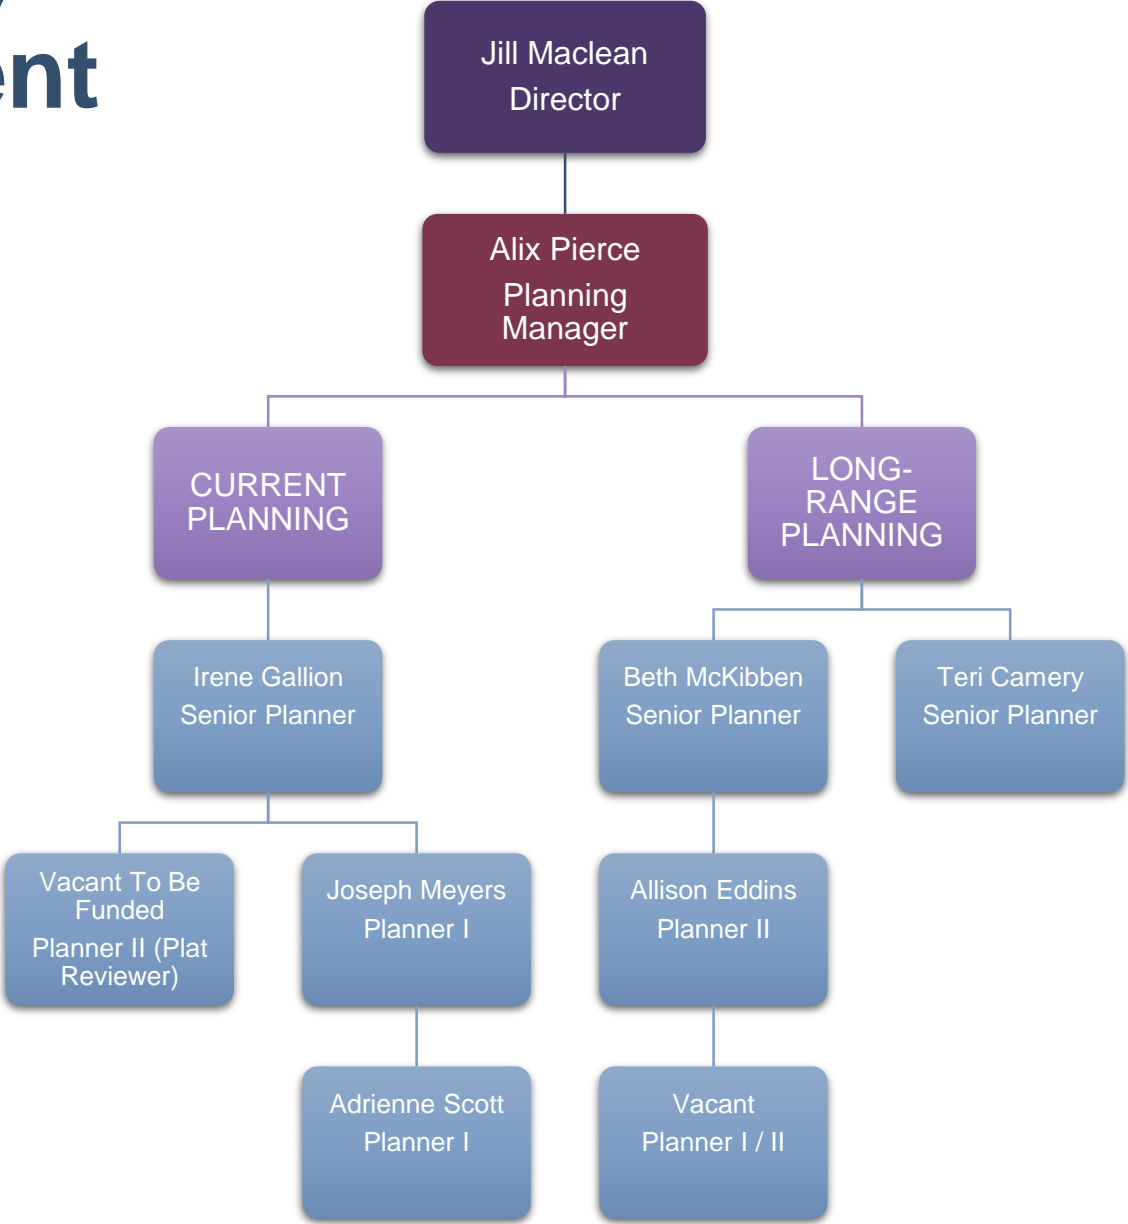 Jill Maclean
Director
Alix Pierce
Planning
Manager
CURRENT
PLANNING
LONG-
RANGE
PLANNING
Irene Gallion
Senior Planner
Beth McKibben
Senior Planner
Teri Camery
Senior Planner
Vacant To Be
Funded
Planner II (Plat
Reviewer)
Joseph Meyers
Planner I
Allison Eddins
Planner II
Adrienne Scott
Planner I
Vacant
Planner I / II